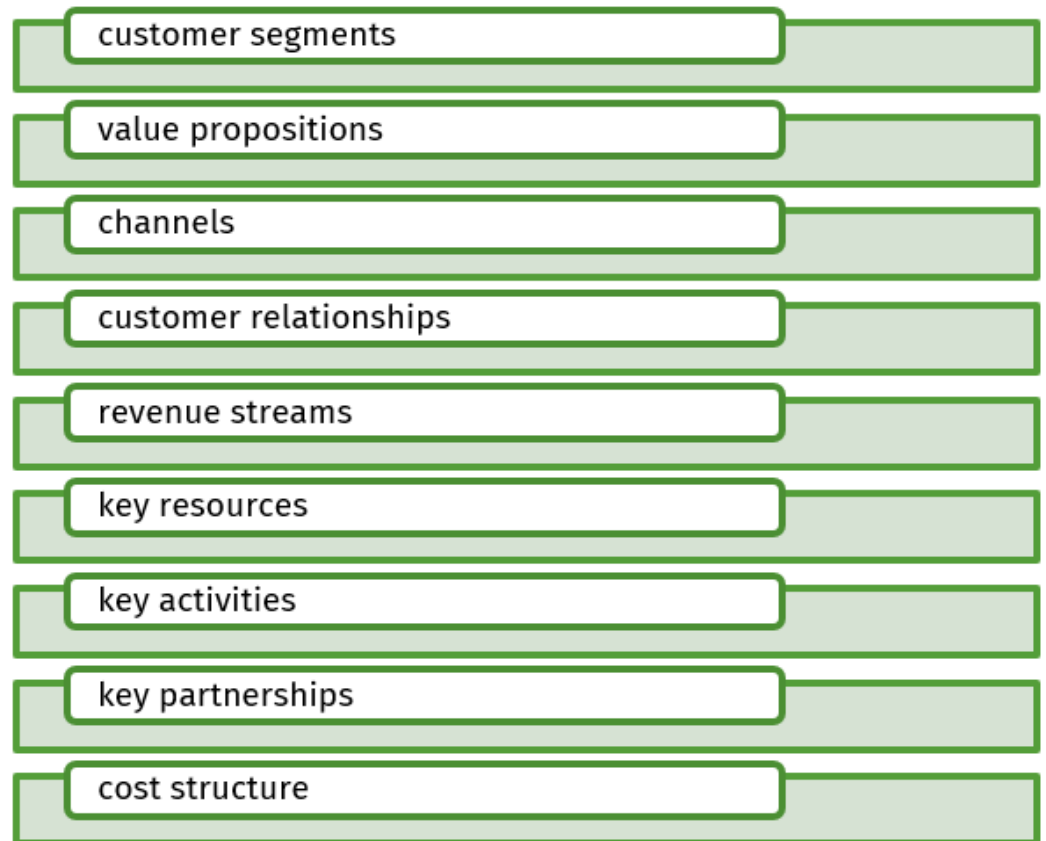 customer segments
value propositions
channels
customer relationships
revenue streams
key resources
key activities
key partnerships
cost structure